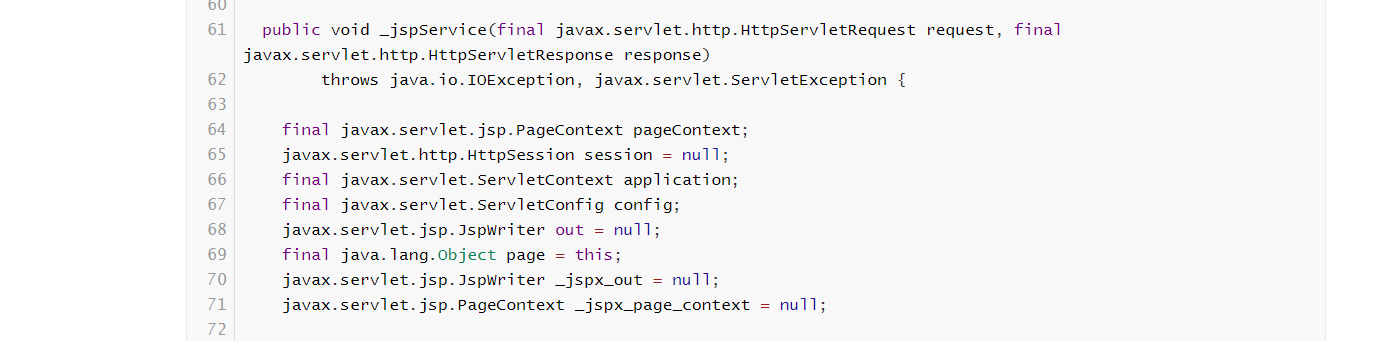 60
61 public void _jspService(final javax.servlet.http.HttpServletRequest request, final
javax.servlet.http.HttpServletResponse response)
62 throws java.io.IOException, javax.servlet.ServletException {
63
64 final javax.servlet.jsp.PageContext pageContext;
65 javax.servlet.http.HttpSession session = null;
66 final javax.servlet.ServletContext application;
67 final javax.servlet.ServletConfig config;
68 javax.servlet.jsp.JspWriter out = null;
69 final java.lang.Object page = this;
70 javax.servlet.jsp.JspWriter _jspx_out = null;
71 javax.servlet.jsp.PageContext _jspx_page_context = null;
72